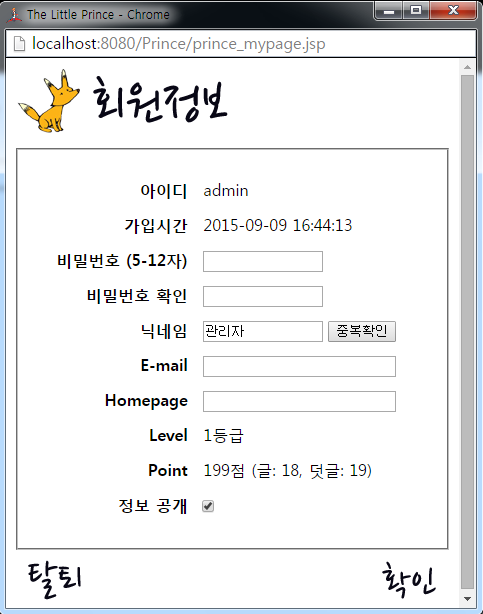 The Little Prince - Chrome
localhost:8080/Prince/prince_mypage.jsp
회원정보
아이디 admin
가입시간 2015-09-09 16:44:13
비밀번호 (5-12자)
비밀번호 확인
닉네임 관리자 중복확인
E-mail
Homepage
Level 1등급
Point 199점 (글: 18, 덧글: 19)
정보 공개
탈퇴 확인